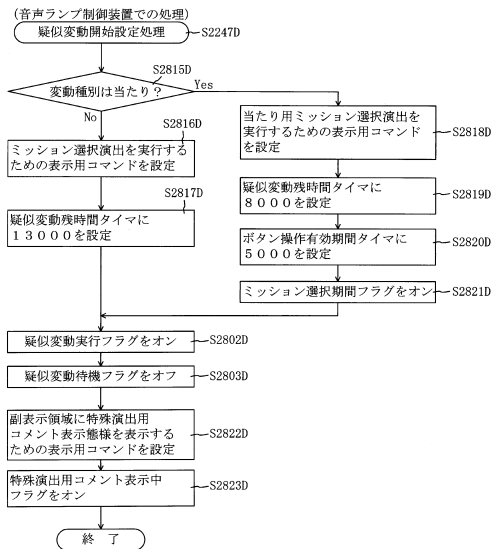 (音声ランプ制御装置での処理)
疑似変動開始設定処理
S2247D
S2815D
変動種別は当たり？
Yes
No
S2816D
ミッション選択演出を実行する
ための表示用コマンドを設定
S2817D
疑似変動残時間タイマに
13000を設定
当たり用ミッション選択演出を
実行するための表示用コマンド
を設定
S2818D
疑似変動残時間タイマに
8000を設定
S2819D
ボタン操作有効期間タイマに
5000を設定
S2820D
ミッション選択期間フラグをオン
S2821D
疑似変動実行フラグをオン
S2802D
疑似変動待機フラグをオフ
S2803D
副表示領域に特殊演出用
コメント表示態様を表示する
ための表示用コマンドを設定
S2822D
特殊演出用コメント表示中
フラグをオン
S2823D
終了